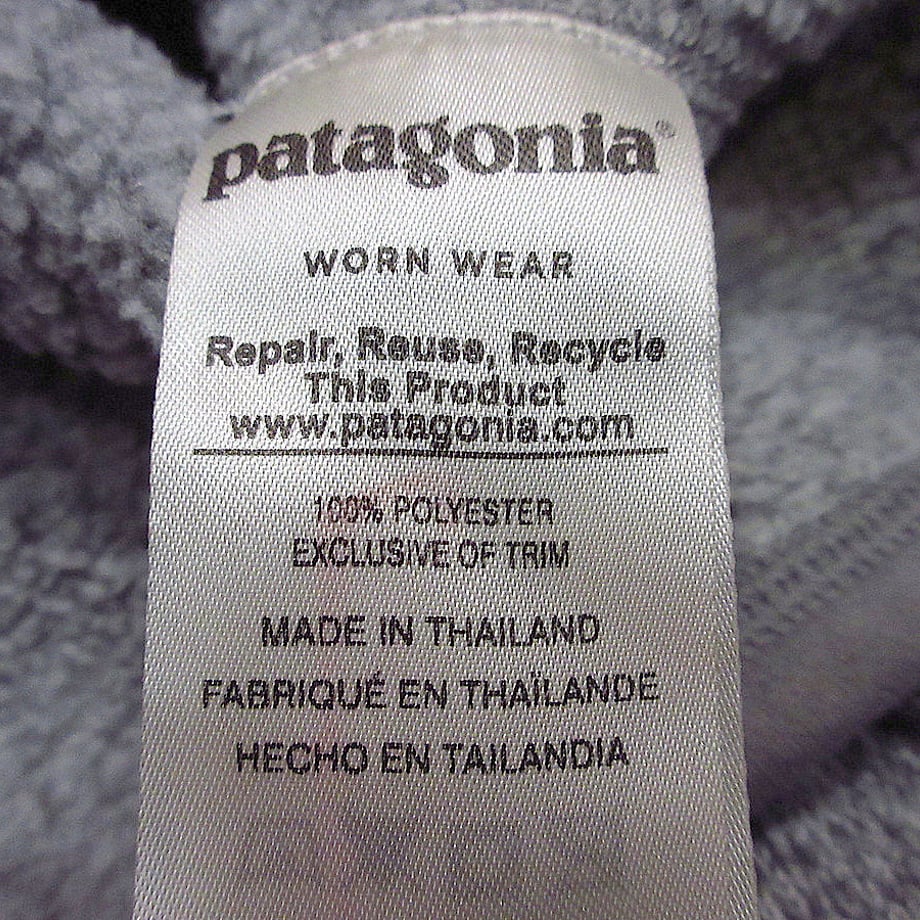 patagonia®
WORN WEAR
Repair, Reuse, Recycle
This Product
www.patagonia.com
100% POLYESTER
EXCLUSIVE OF TRIM
MADE IN THAILAND
FABRIQUÉ EN THAÏLANDE
HECHO EN TAILANDIA